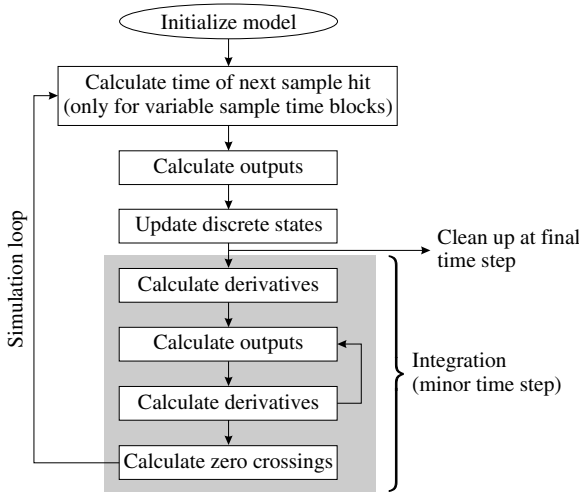 Initialize model
Calculate time of next sample hit
(only for variable sample time blocks)
Calculate outputs
Update discrete states
Clean up at final
time step
Simulation loop
Calculate derivatives
Calculate outputs
Calculate derivatives
Calculate zero crossings
Integration
(minor time step)